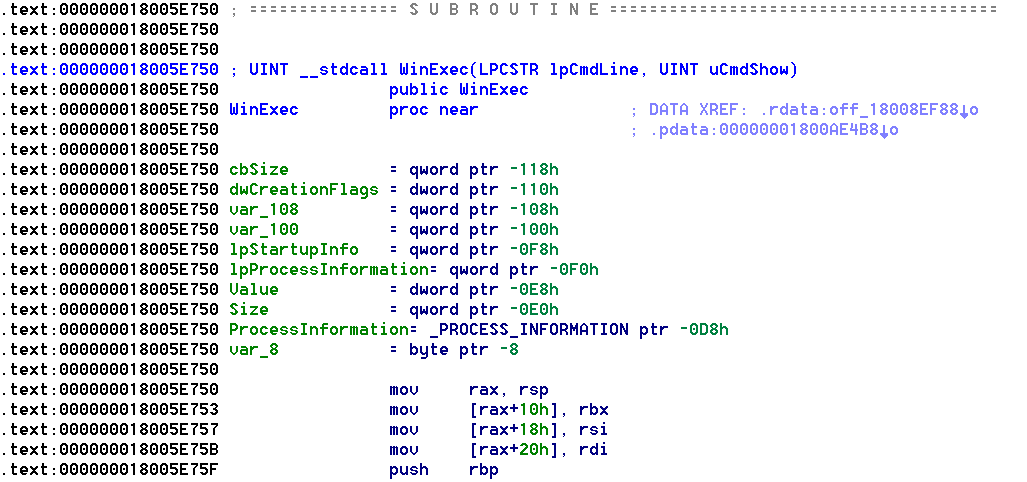 .text:000000018005E750 ; =============== S U B R O U T I N E =======================================
.text:000000018005E750
.text:000000018005E750
.text:000000018005E750 ; UINT __stdcall WinExec(LPCSTR lpCmdLine, UINT uCmdShow)
.text:000000018005E750                 public WinExec
.text:000000018005E750 WinExec         proc near               ; DATA XREF: .rdata:off_18008EF88↓o
.text:000000018005E750                                         ; .pdata:00000001800AE4B8↓o
.text:000000018005E750
.text:000000018005E750 cbSize          = qword ptr -118h
.text:000000018005E750 dwCreationFlags = dword ptr -110h
.text:000000018005E750 var_108         = qword ptr -108h
.text:000000018005E750 var_100         = qword ptr -100h
.text:000000018005E750 lpStartupInfo   = qword ptr -0F8h
.text:000000018005E750 lpProcessInformation= qword ptr -0F0h
.text:000000018005E750 Value           = dword ptr -0E8h
.text:000000018005E750 Size            = qword ptr -0E0h
.text:000000018005E750 ProcessInformation= _PROCESS_INFORMATION ptr -0D8h
.text:000000018005E750 var_8           = byte ptr -8
.text:000000018005E750
.text:000000018005E750                 mov     rax, rsp
.text:000000018005E753                 mov     [rax+10h], rbx
.text:000000018005E757                 mov     [rax+18h], rsi
.text:000000018005E75B                 mov     [rax+20h], rdi
.text:000000018005E75F                 push    rbp